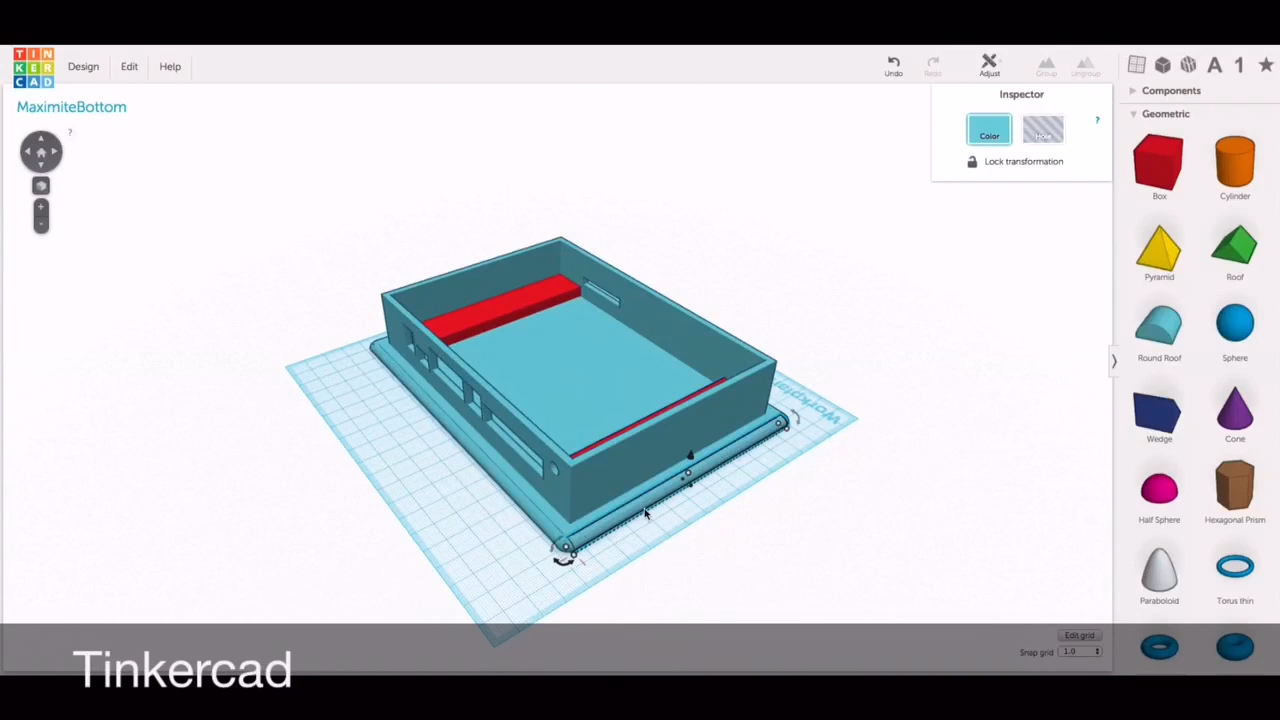 TIN
KER
CAD
Design
Edit
Help
Undo
Redo
Adjust
Group
Ungroup
A
1
MaximiteBottom
?
Inspector
Color
Hole
?
Lock transformation
Components
Geometric
Box
Cylinder
Pyramid
Roof
Round Roof
Sphere
Wedge
Cone
Half Sphere
Hexagonal Prism
Paraboloid
Torus thin
Workplane
Edit grid
Snap grid 1.0
Tinkercad